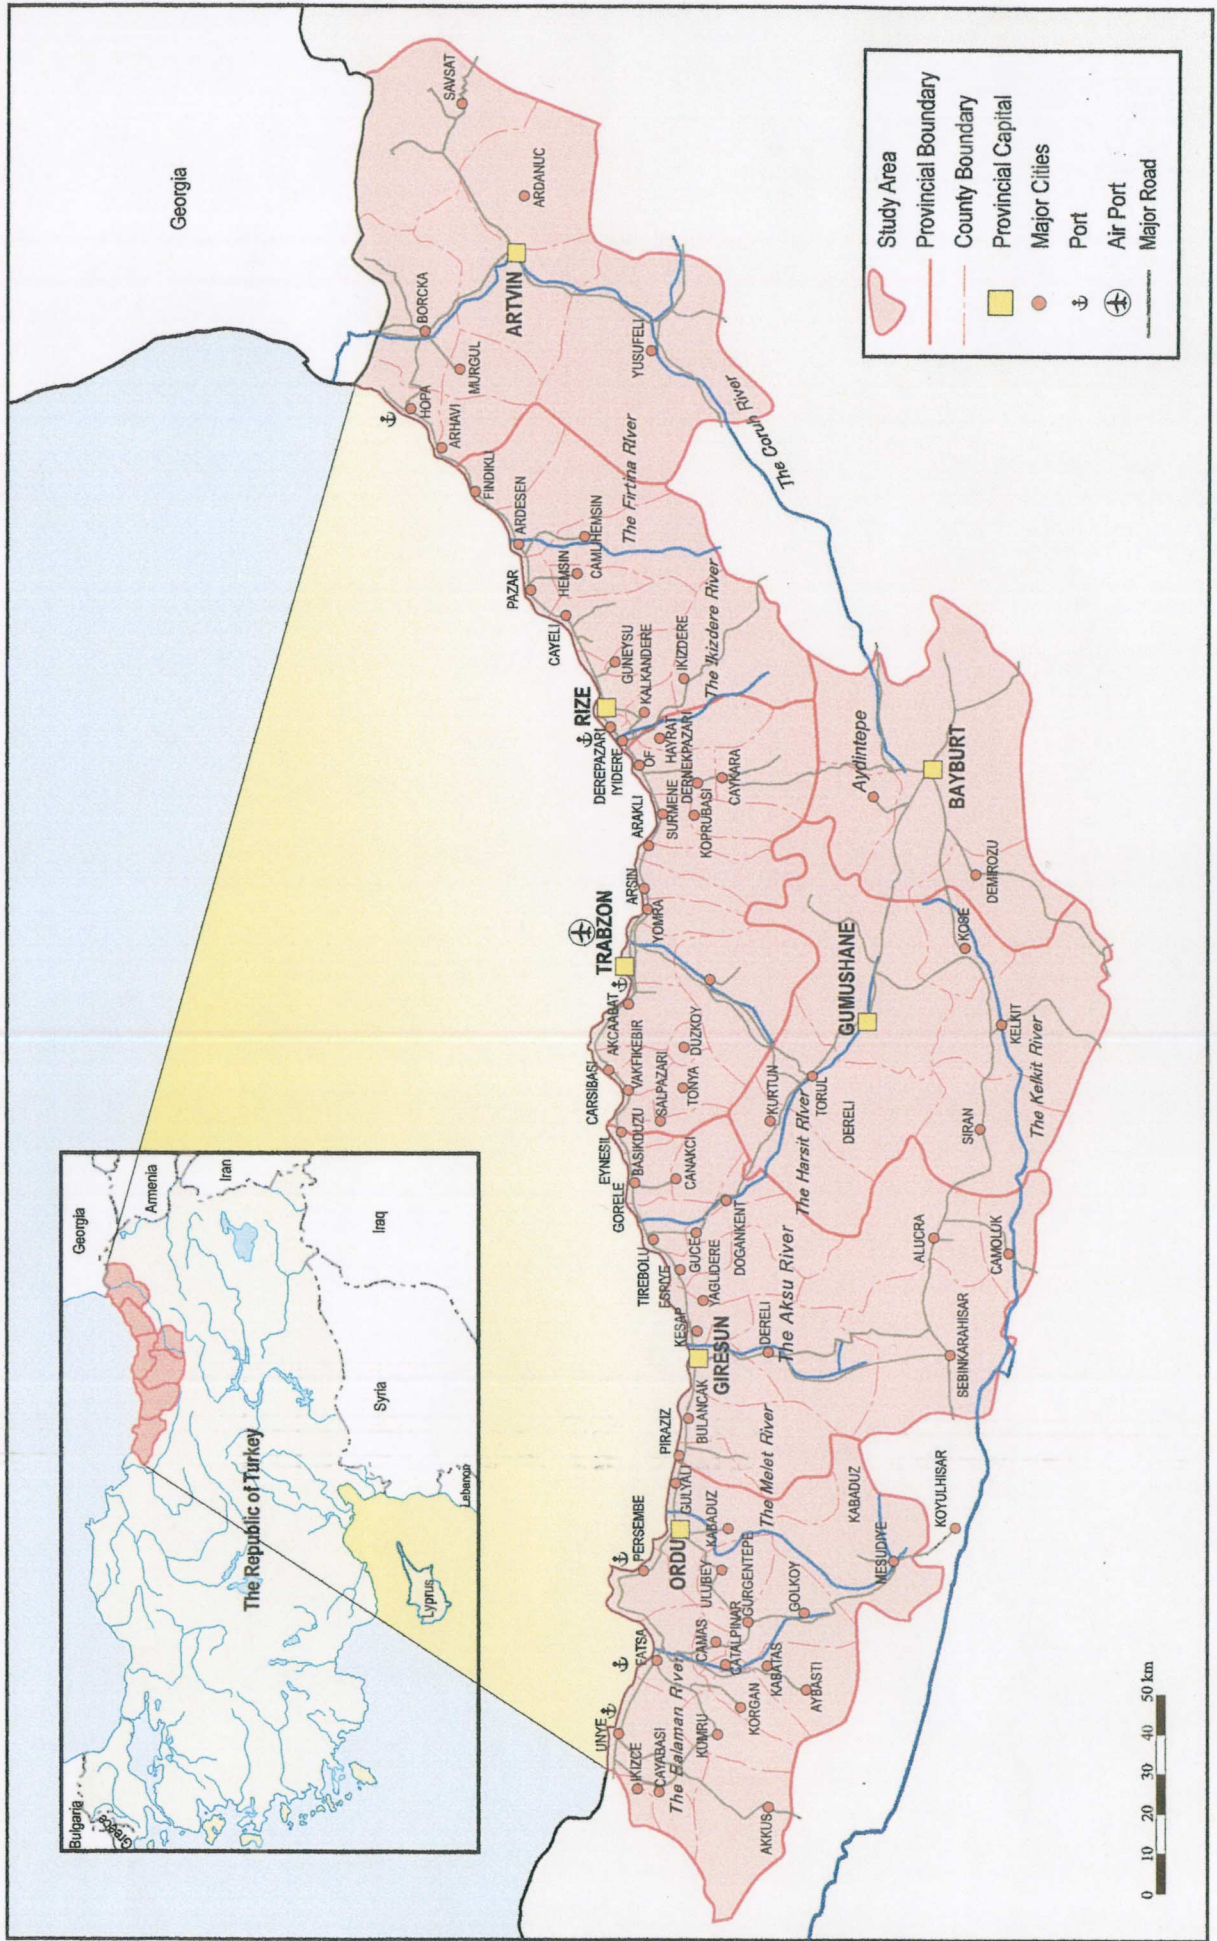 Bulgaria
Greece
Georgia
Armenia
Iran
The Republic of Turkey
Iraq
Syria
Lebanon
Lyprus
Georgia
SAVSAT
ARDANUC
BORCKA
ARTVIN
MURGUL
HOPA
ARHAVI
YUSUFELI
FINDIKLI
ARDESEN
The Firtina River
The Coruh River
PAZAR
HEMSIN
CAMLIHEMSIN
CAYELI
GUNEYSU
RIZE
KALKANDERE
IKIZDERE
The Ikizdere River
DEREPAZARI
IYIDERE
OF
HAYRAT
DERNEKPAZARI
CAYKARA
SURMENE
KOPRUBASI
ARAKLI
ARSIN
YOMRA
TRABZON
Aydintepe
BAYBURT
DEMIROZU
AKCAABAT
CARSIBASI
VAKFIKEBIR
DUZKOY
TONYA
SALPAZARI
GUMUSHANE
KOSE
KELKIT
The Kelkit River
EYNESIL
BASIKDUZU
GORELE
CANAKCI
KURTUN
TORUL
The Harsit River
DERELI
SIRAN
TIREBOLU
ESRIYE
GUCE
YAGLIDERE
DOGANKENT
KESAP
GIRESUN
DERELI
The Aksu River
ALUCRA
CAMOLUK
SEBINKARAHISAR
BULANCAK
PIRAZIZ
GULYALI
The Melet River
PERSEMBE
ORDU
KABADUZ
KABADUZ
KOYULHISAR
MESUDIYE
ULUBEY
GURGENTEPE
GOLKOY
FATSA
CAMAS
CATALPINAR
KABATAS
AYBASTI
UNYE
KORGAN
KUMRU
The Balaman River
IKIZCE
CAYABASI
AKKUS
Study Area
Provincial Boundary
County Boundary
Provincial Capital
Major Cities
Port
Air Port
Major Road
0 10 20 30 40 50 km